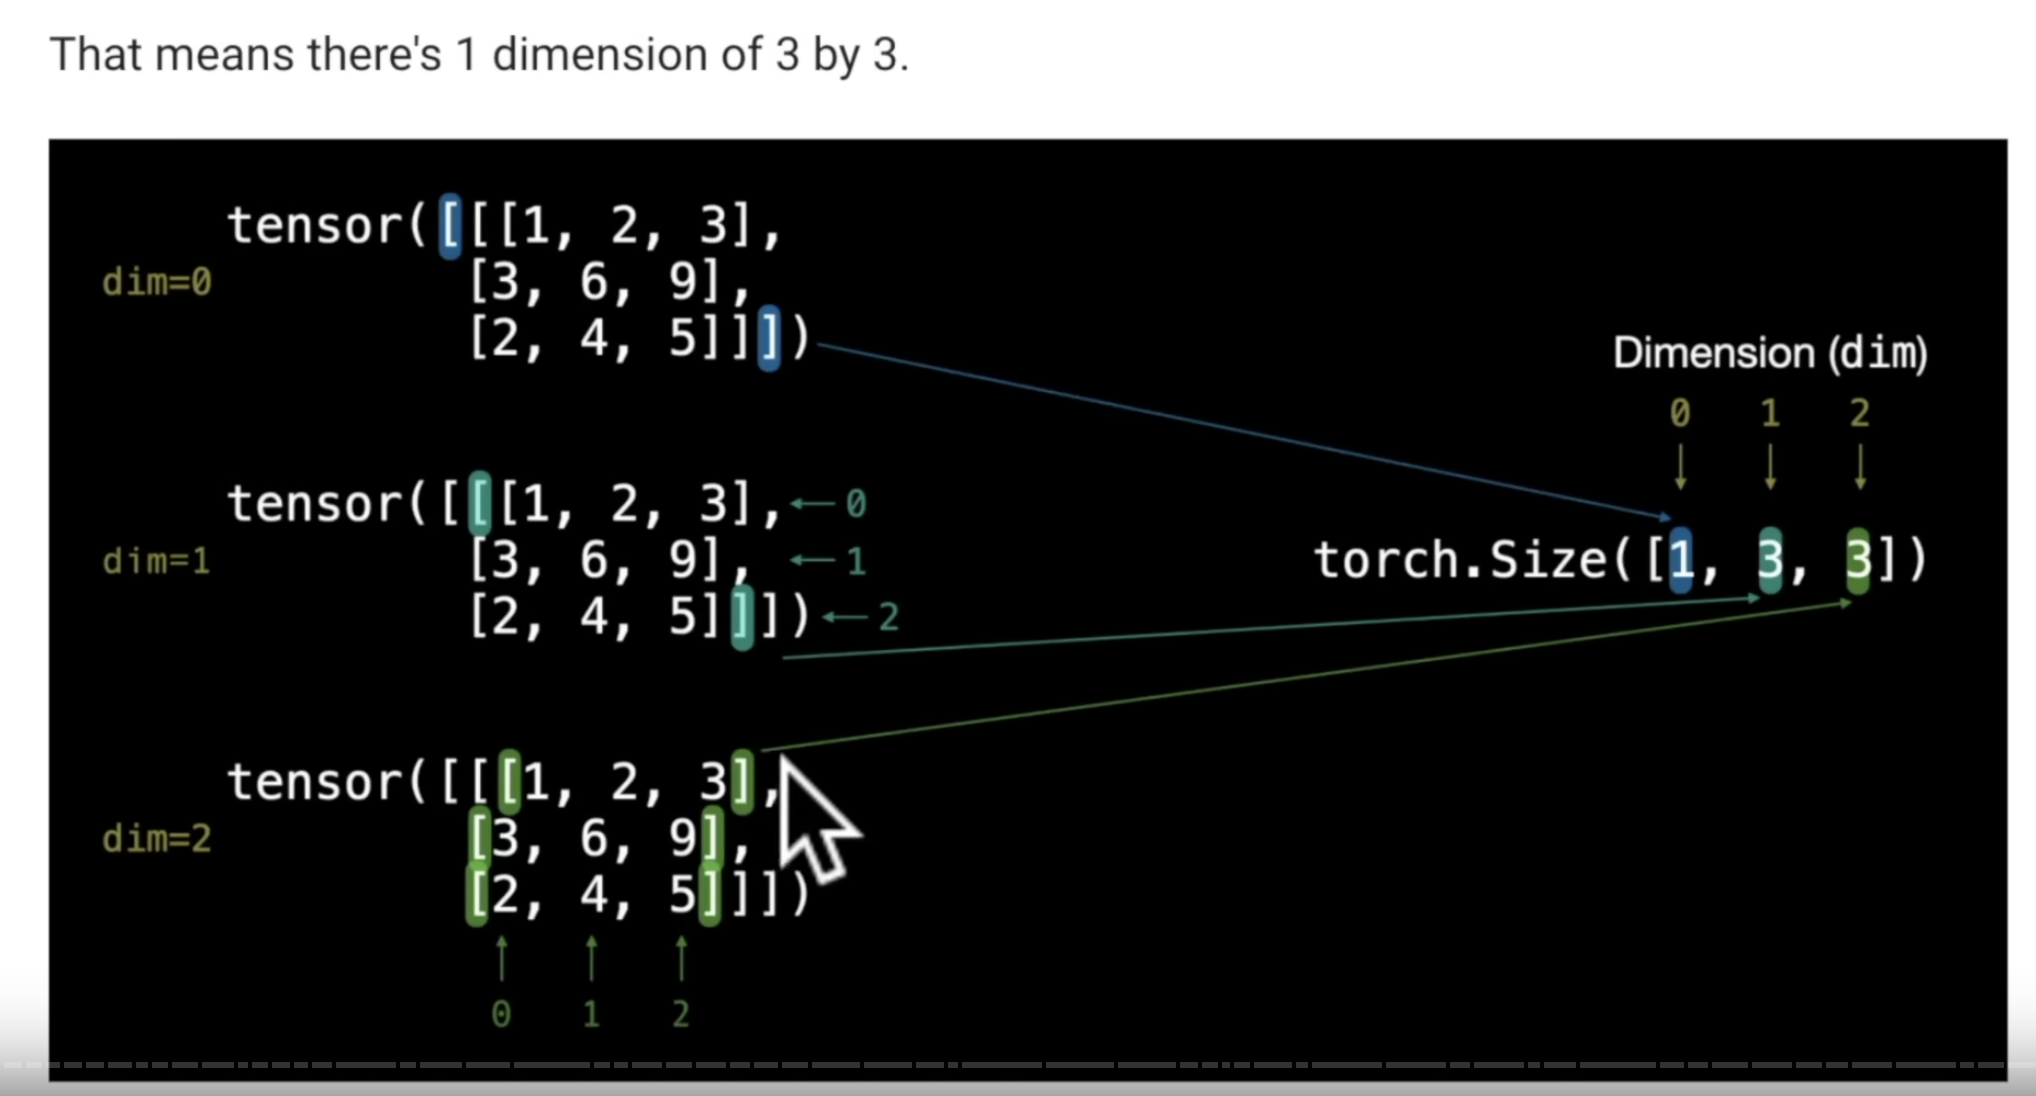 That means there's 1 dimension of 3 by 3.
tensor([[[1, 2, 3],
dim=0
[3, 6, 9],
[2, 4, 5]]])
Dimension (dim)
0 1 2
torch.Size([1, 3, 3])
tensor([[[1, 2, 3], 0
dim=1
[3, 6, 9], 1
[2, 4, 5]]]) 2
tensor([[[1, 2, 3],
dim=2
[3, 6, 9],
[2, 4, 5]]])
0 1 2